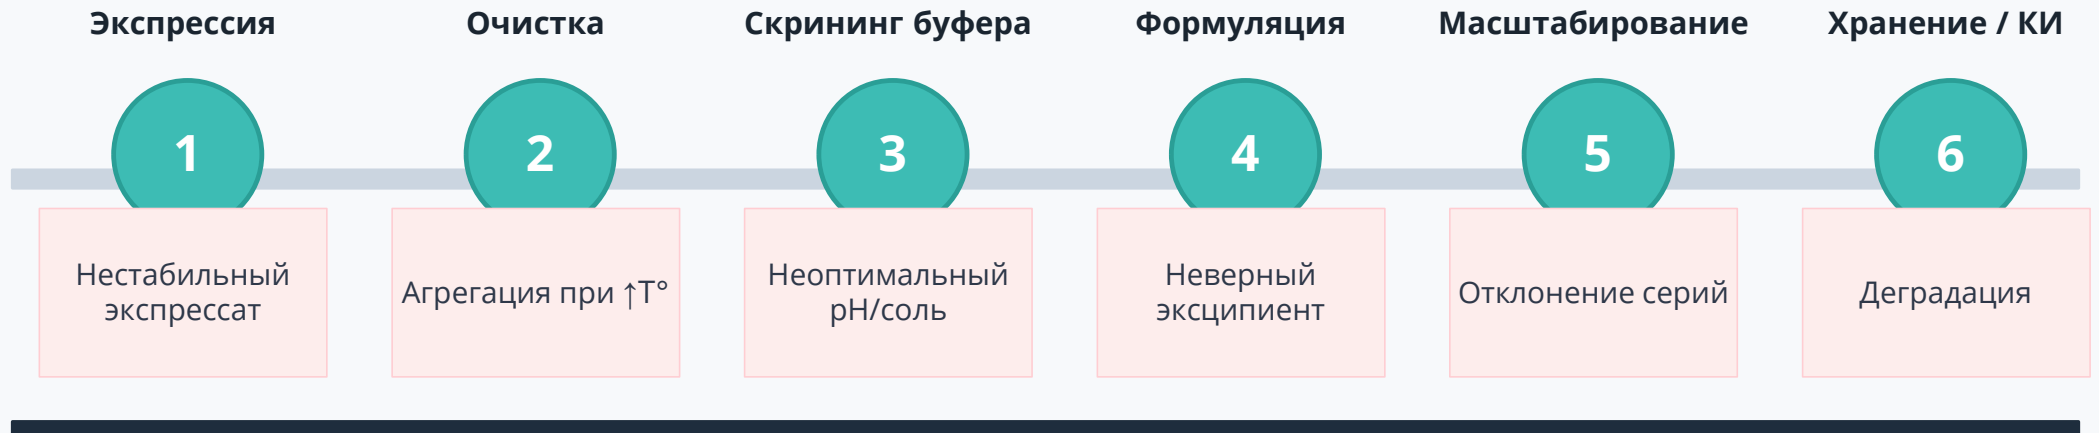 Экспрессия
Очистка
Скрининг буфера
Формуляция
Масштабирование
Хранение / КИ
1
2
3
4
5
6
Нестабильный
экспрессат
Агрегация при ↑T°
Неоптимальный
pH/соль
Неверный
эксципиент
Отклонение серий
Деградация